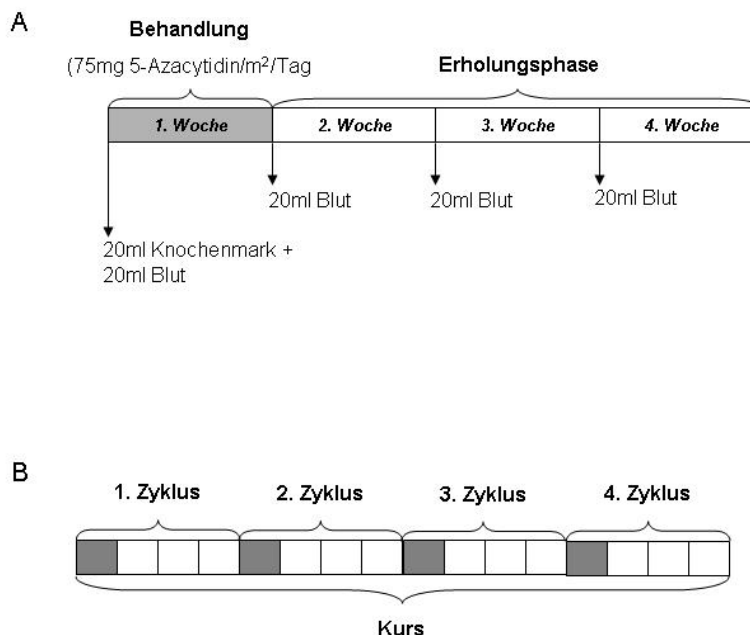 A
Behandlung
(75mg 5-Azacytidin/m²/Tag
Erholungsphase
1. Woche
2. Woche
3. Woche
4. Woche
20ml Blut
20ml Blut
20ml Blut
20ml Knochenmark +
20ml Blut
B
1. Zyklus
2. Zyklus
3. Zyklus
4. Zyklus
Kurs